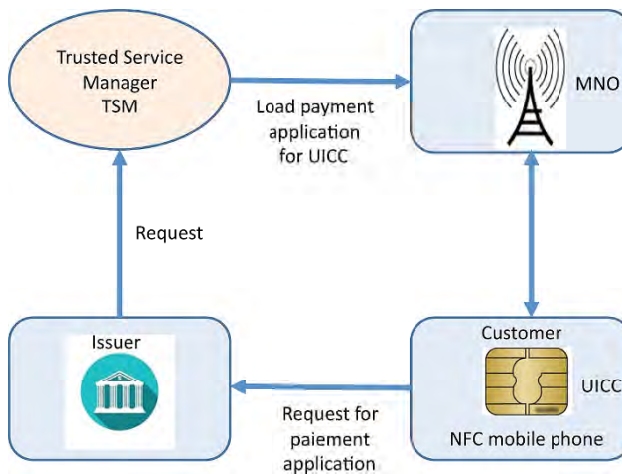 Trusted Service
Manager
TSM
MNO
Load payment
application
for UICC
Request
Issuer
Customer
UICC
NFC mobile phone
Request for
paiement
application